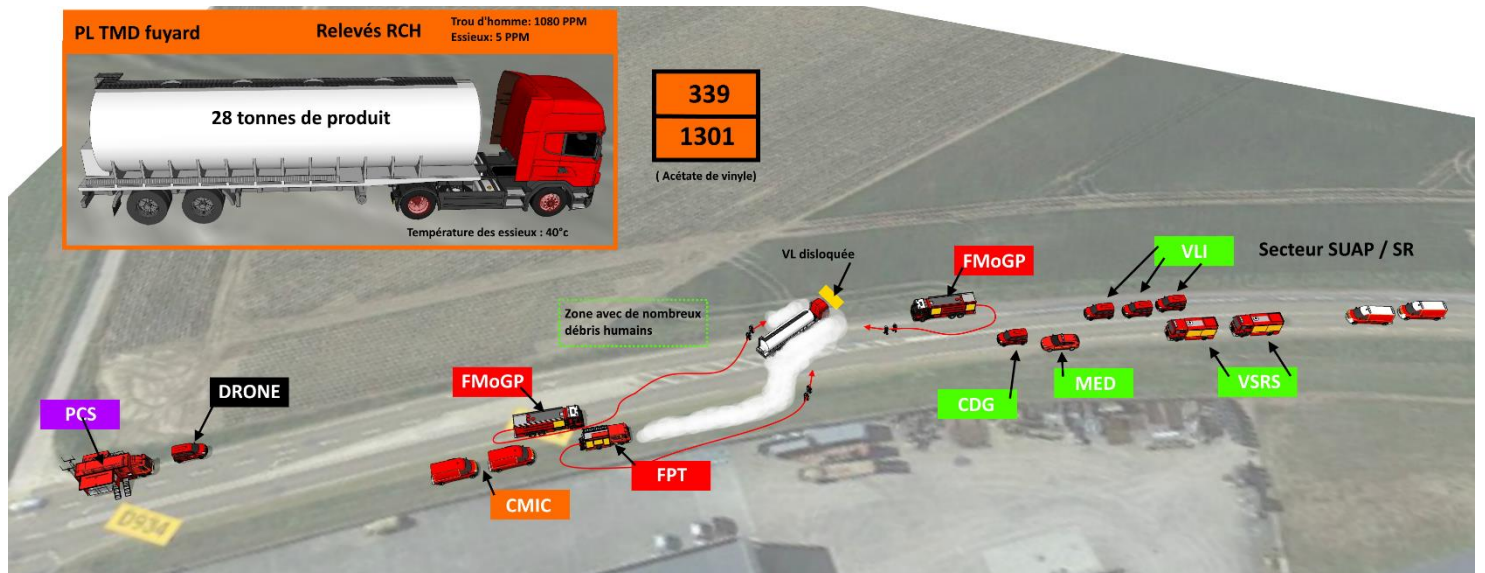 PL TMD fuyard
Relevés RCH
Trou d'homme: 1080 PPM
Essieux: 5 PPM
28 tonnes de produit
Température des essieux : 40°c
339
1301
( Acétate de vinyle)
VL disloquée
FMoGP
VLI
Secteur SUAP / SR
Zone avec de nombreux
débris humains
FMoGP
DRONE
PCS
CDG
MED
VSRS
FPT
CMIC
D934